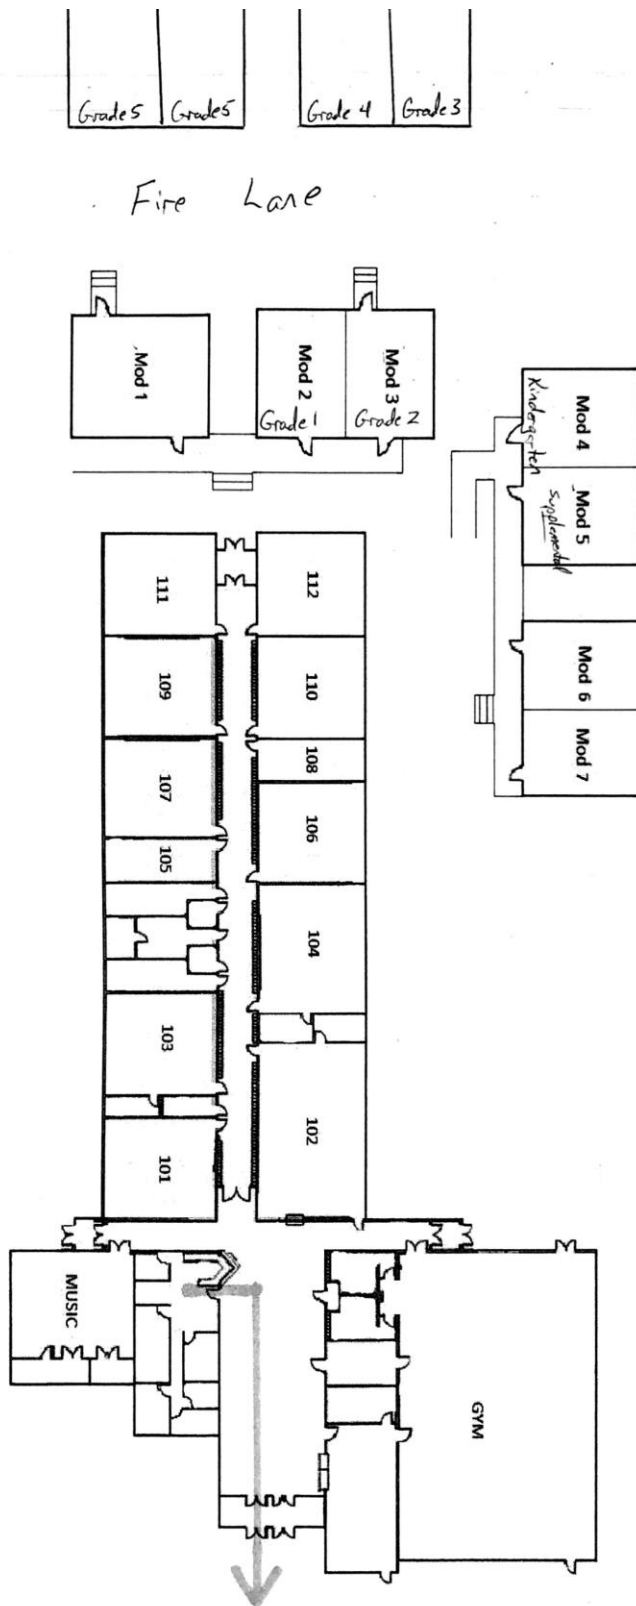 Grade 5 Grade 5 Grade 4 Grade 3
Fire Lane
Mod 1
Mod 2
Grade 1
Mod 3
Grade 2
Mod 4
Kindergarten
Mod 5
Supplemental
Mod 6
Mod 7
111
112
109
110
107
108
105
106
104
103
102
101
MUSIC
GYM